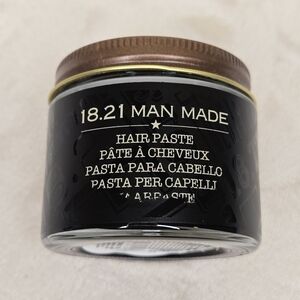 18.21 MAN MADE
HAIR PASTE
PÂTE À CHEVEUX
PASTA PARA CABELLO
PASTA PER CAPELLI